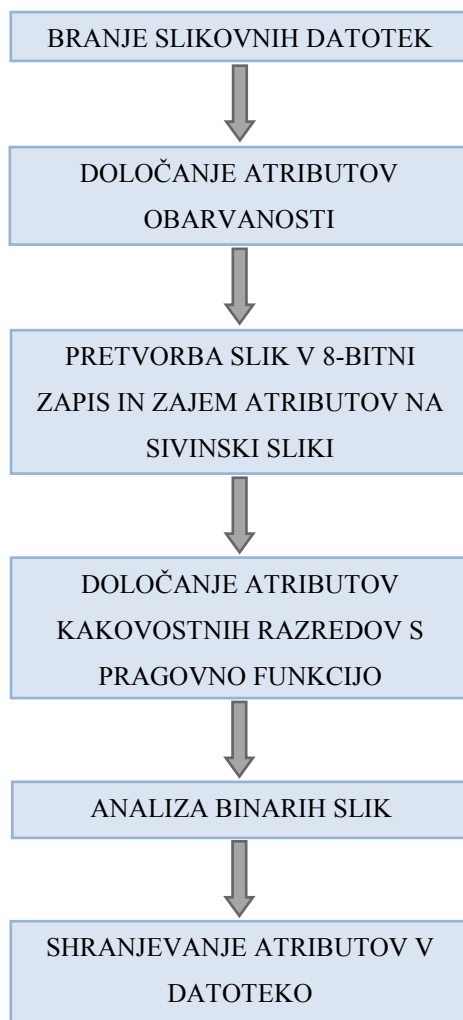 BRANJE SLIKOVNIH DATOTEK
DOLOČANJE ATRIBUTOV
OBARVANOSTI
PRETVORBA SLIK V 8-BITNI
ZAPIS IN ZAJEM ATRIBUTOV NA
SIVINSKI SLIKI
DOLOČANJE ATRIBUTOV
KAKOVOSTNIH RAZREDOV S
PRAGOVNO FUNKCIJO
ANALIZA BINARIH SLIK
SHRANJEVANJE ATRIBUTOV V
DATOTEKO